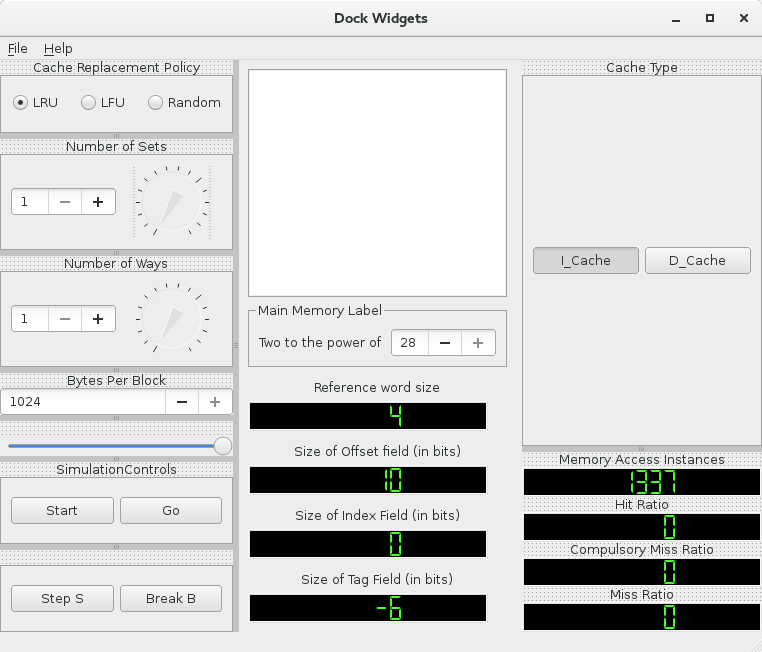 Dock Widgets
File Help
Cache Replacement Policy
LRU LFU Random
Number of Sets
1
Number of Ways
1
Bytes Per Block
1024
SimulationControls
Start Go
Step S Break B
Main Memory Label
Two to the power of 28
Reference word size
4
Size of Offset field (in bits)
10
Size of Index Field (in bits)
0
Size of Tag Field (in bits)
-6
Cache Type
I_Cache D_Cache
Memory Access Instances
1337
Hit Ratio
0
Compulsory Miss Ratio
0
Miss Ratio
0